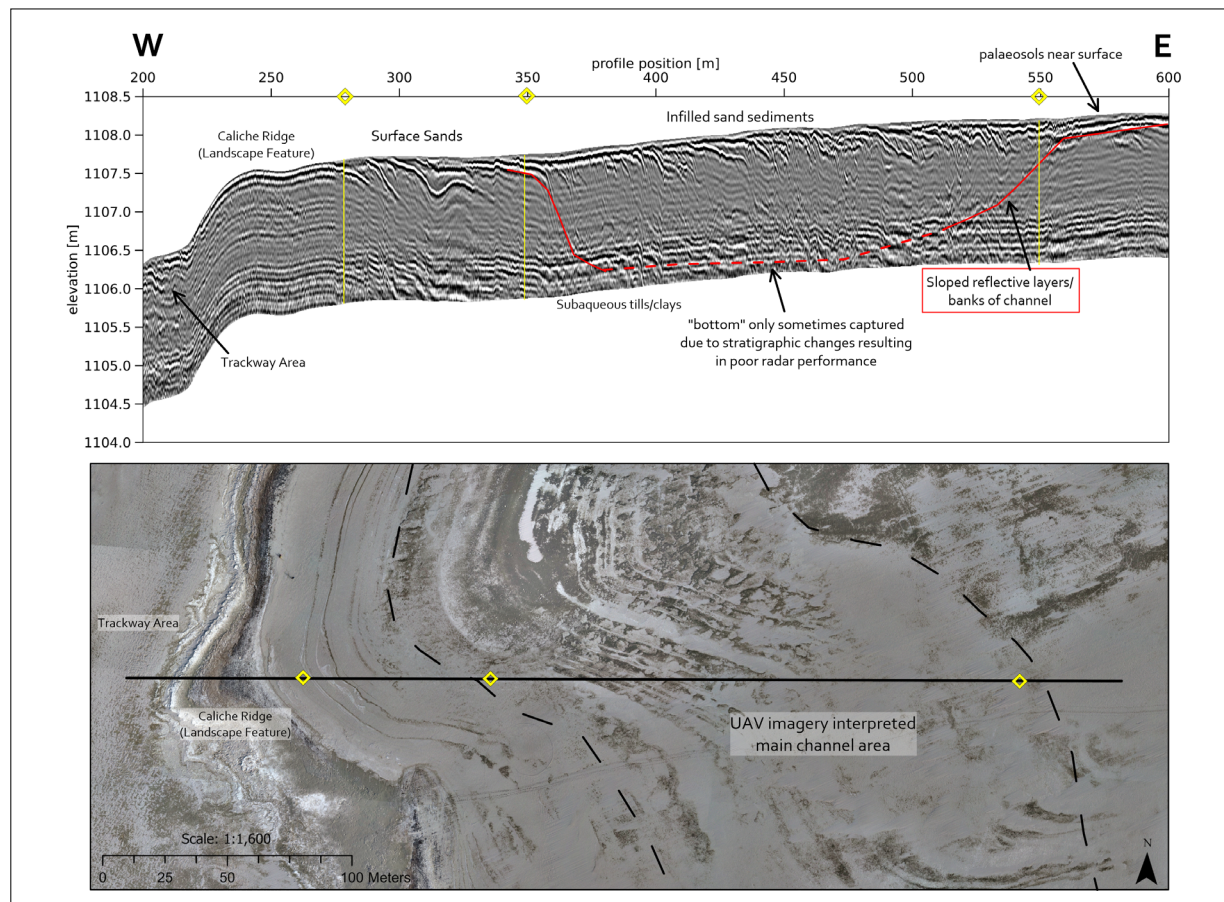 W
E
profile position [m]
200 250 300 350 400 450 500 550 600
palaeosols near surface
1108.5
1108.0
1107.5
1107.0
1106.5
1106.0
1105.5
1105.0
1104.5
1104.0
elevation [m]
Caliche Ridge
(Landscape Feature)
Surface Sands
Infilled sand sediments
Trackway Area
Subaqueous tills/clays
"bottom" only sometimes captured
due to stratigraphic changes resulting
in poor radar performance
Sloped reflective layers/
banks of channel
Trackway Area
Caliche Ridge
(Landscape Feature)
UAV imagery interpreted
main channel area
Scale: 1:1,600
0 25 50 100 Meters
N